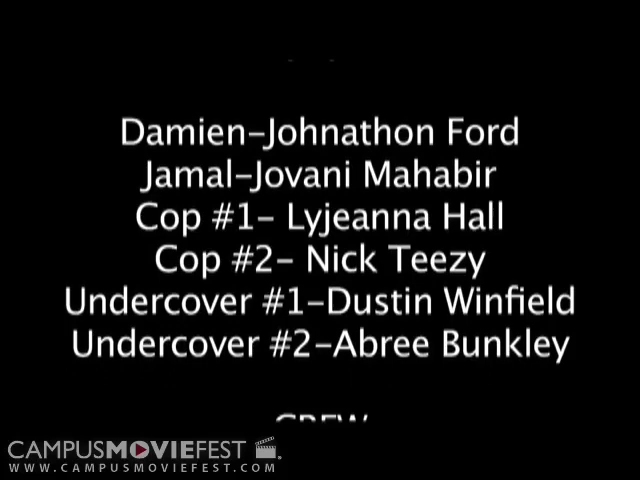 Damien-Johnathon Ford
Jamal-Jovani Mahabir
Cop #1- Lyjeanna Hall
Cop #2- Nick Teezy
Undercover #1-Dustin Winfield
Undercover #2-Abree Bunkley
CREW
CAMPUSMOVIEFEST
WWW.CAMPUSMOVIEFEST.COM